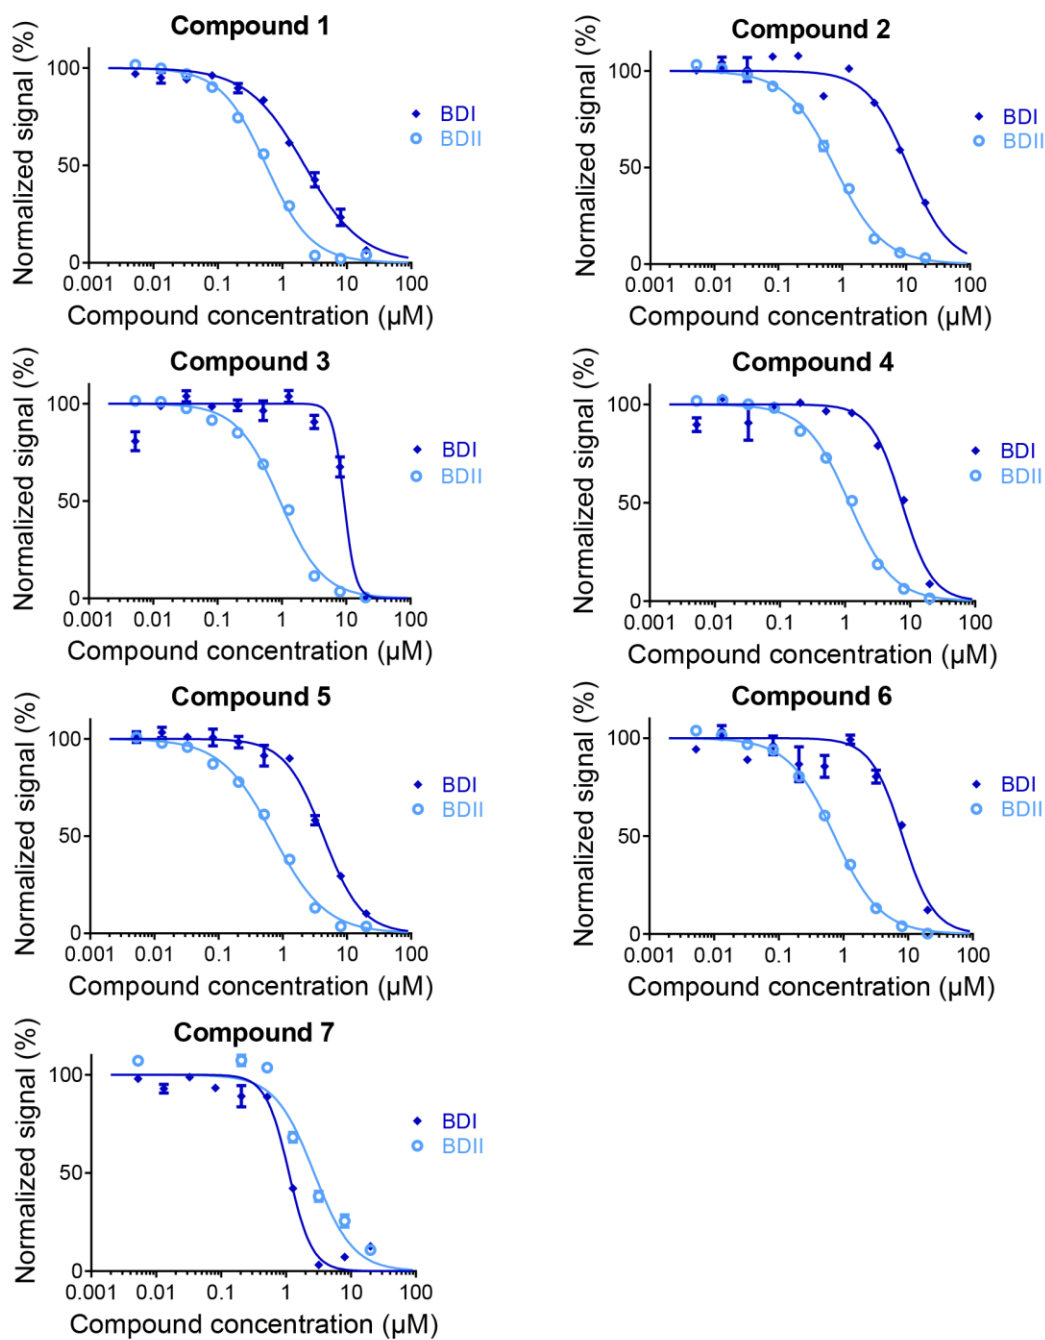 Compound 1
Normalized signal (%)
100
50
0
0.001 0.01 0.1 1 10 100
Compound concentration (µM)
BDI
BDII
Compound 2
Normalized signal (%)
100
50
0
0.001 0.01 0.1 1 10 100
Compound concentration (µM)
BDI
BDII
Compound 3
Normalized signal (%)
100
50
0
0.001 0.01 0.1 1 10 100
Compound concentration (µM)
BDI
BDII
Compound 4
Normalized signal (%)
100
50
0
0.001 0.01 0.1 1 10 100
Compound concentration (µM)
BDI
BDII
Compound 5
Normalized signal (%)
100
50
0
0.001 0.01 0.1 1 10 100
Compound concentration (µM)
BDI
BDII
Compound 6
Normalized signal (%)
100
50
0
0.001 0.01 0.1 1 10 100
Compound concentration (µM)
BDI
BDII
Compound 7
Normalized signal (%)
100
50
0
0.001 0.01 0.1 1 10 100
Compound concentration (µM)
BDI
BDII